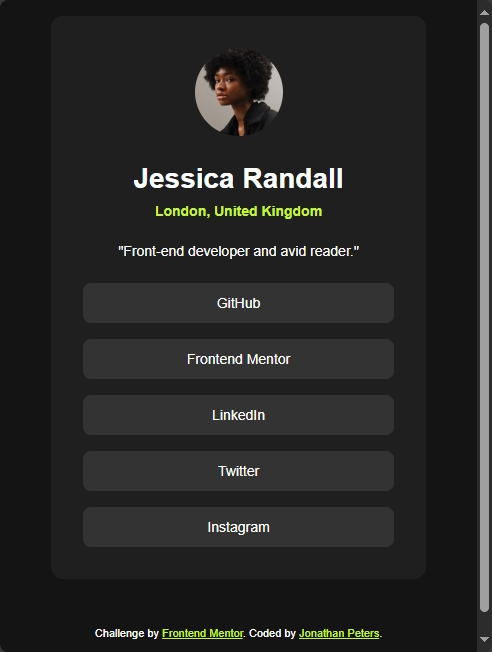 Jessica Randall
London, United Kingdom
"Front-end developer and avid reader."
GitHub
Frontend Mentor
LinkedIn
Twitter
Instagram
Challenge by Frontend Mentor. Coded by Jonathan Peters.